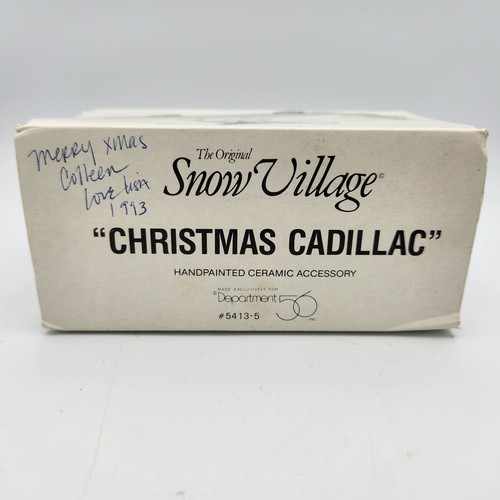 Merry Xmas
Colleen
Love Lisa
1993
The Original
Snow Village©
"CHRISTMAS CADILLAC"
HANDPAINTED CERAMIC ACCESSORY
MADE EXCLUSIVELY FOR
©Department 56 INC.
#5413-5